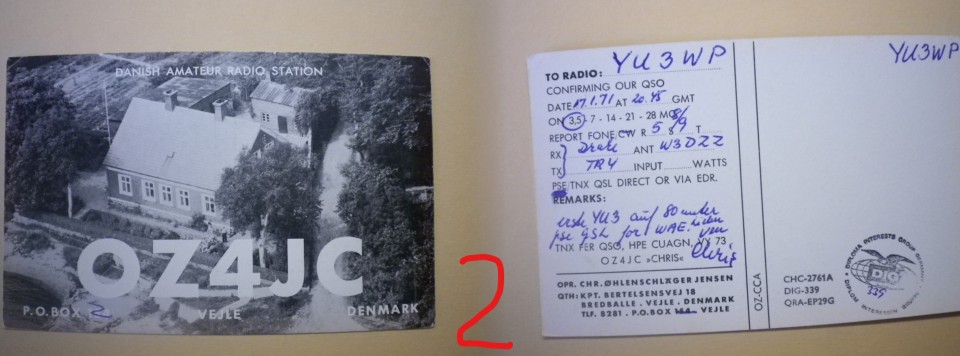 DANISH AMATEUR RADIO STATION
OZ4JC
P.O.BOX 2 VEJLE DENMARK
2
TO RADIO: YU3WP
YU3WP
CONFIRMING OUR QSO
DATE 17.1.71 AT 20.45 GMT
ON 3,5 - 7 - 14 - 21 - 28 MC
REPORT FONE/CW R 5 S 9 T
RX Drake ANT W3DZZ
TX TR4 INPUT WATTS
PSE/TNX QSL DIRECT OR VIA EDR.
REMARKS:
erste YU3 auf 80 meter
pse QSL for WAE.
TNX FER QSO, HPE CUAGN, VY 73
OZ4JC »CHRIS« Chris
OPR. CHR. ØHLENSCHLÄGER JENSEN
QTH: KPT. BERTELSENSVEJ 18
BREDBALLE . VEJLE . DENMARK
TLF. 8281 . P.O.BOX VEJLE
OZ-CCA
CHC-2761A
DIG-339
QRA-EP29G
DIPLOMA INTERESTS GROUP
DIG
339